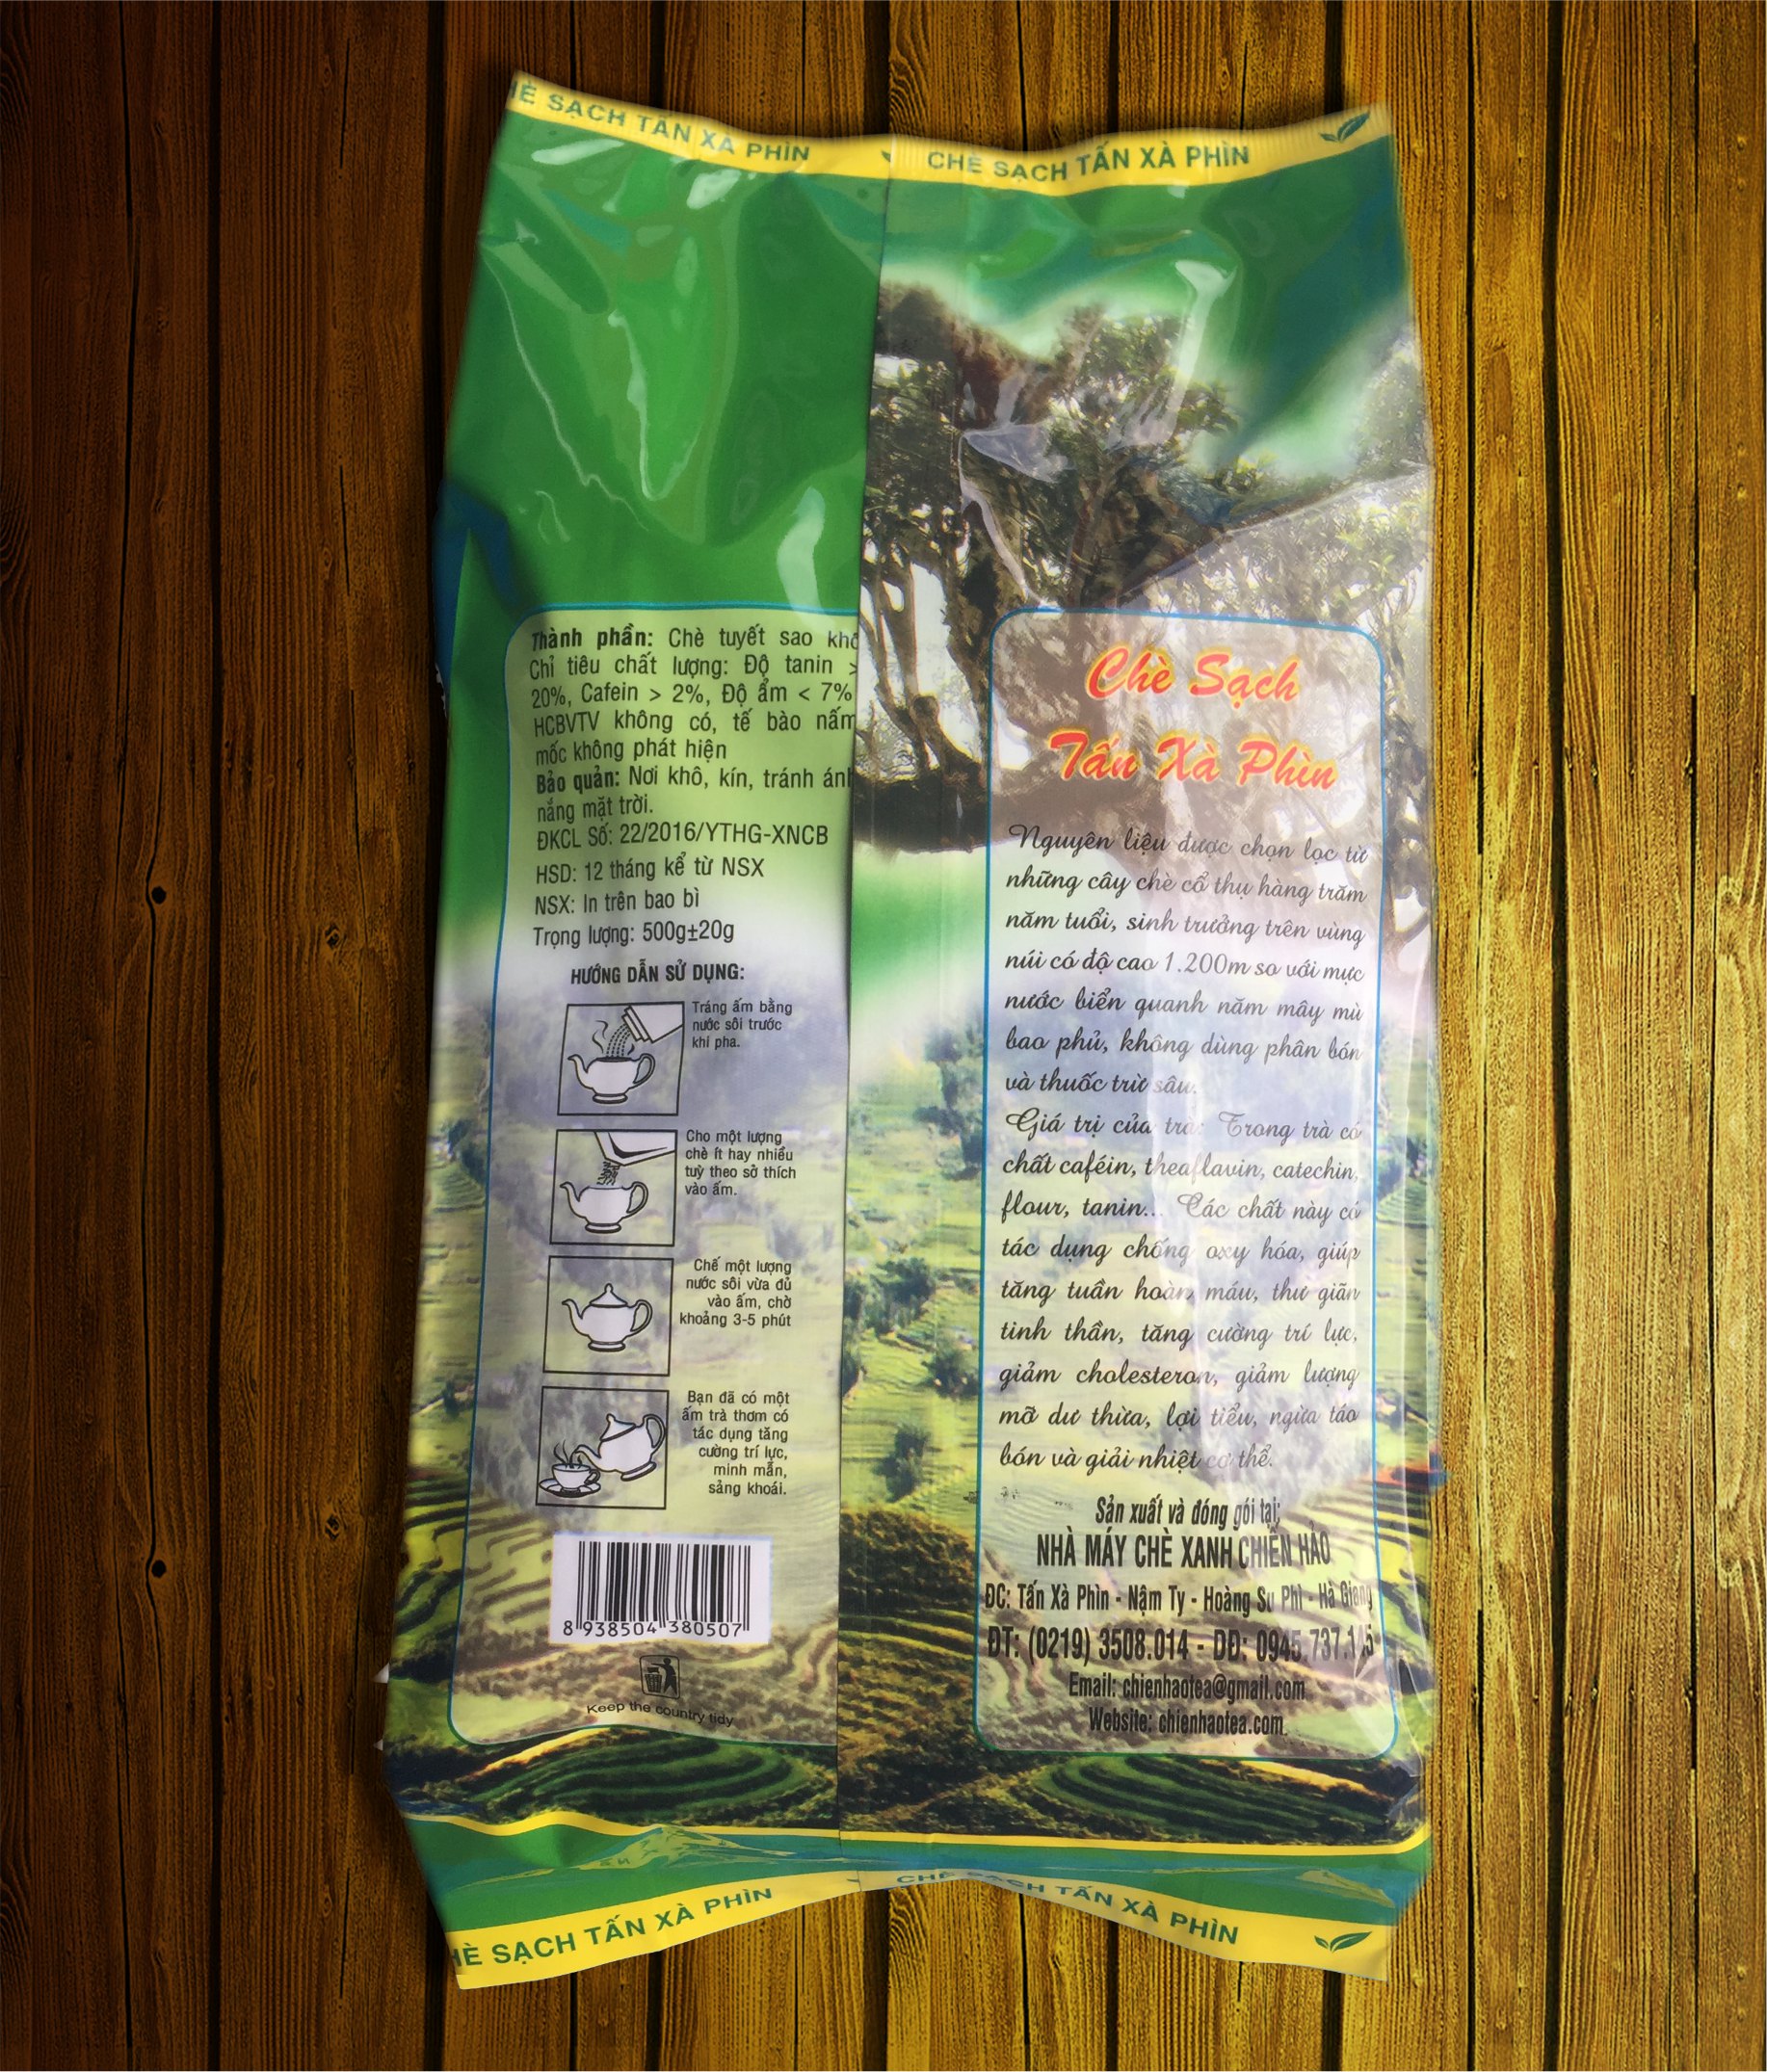 HÈ SẠCH TẤN XÀ PHÌN
CHÈ SẠCH TẤN XÀ PHÌN
Thành phần: Chè tuyết sao khô
Chỉ tiêu chất lượng: Độ tanin >
20%, Cafein > 2%, Độ ẩm < 7%
HCBVTV không có, tế bào nấm
mốc không phát hiện
Bảo quản: Nơi khô, kín, tránh ánh
nắng mặt trời.
ĐKCL Số: 22/2016/YTHG-XNCB
HSD: 12 tháng kể từ NSX
NSX: In trên bao bì
Trọng lượng: 500g±20g
HƯỚNG DẪN SỬ DỤNG:
Tráng ấm bằng
nước sôi trước
khi pha.
Cho một lượng
chè ít hay nhiều
tuỳ theo sở thích
vào ấm.
Chế một lượng
nước sôi vừa đủ
vào ấm, chờ
khoảng 3-5 phút
Bạn đã có một
ấm trà thơm có
tác dụng tăng
cường trí lực,
minh mẫn,
sảng khoái.
8 938504 380507
Keep the country tidy
Chè Sạch
Tấn Xà Phìn
Nguyên liệu được chọn lọc từ
những cây chè cổ thụ hàng trăm
năm tuổi, sinh trưởng trên vùng
núi có độ cao 1.200m so với mực
nước biển quanh năm mây mù
bao phủ, không dùng phân bón
và thuốc trừ sâu.
Giá trị của trà: Trong trà có
chất caféin, theaflavin, catechin,
flour, tanin... Các chất này có
tác dụng chống oxy hóa, giúp
tăng tuần hoàn máu, thư giãn
tinh thần, tăng cường trí lực,
giảm cholesteron, giảm lượng
mỡ dư thừa, lợi tiểu, ngừa táo
bón và giải nhiệt cơ thể.
Sản xuất và đóng gói tại:
NHÀ MÁY CHÈ XANH CHIẾN HẢO
ĐC: Tấn Xà Phìn - Nậm Ty - Hoàng Su Phì - Hà Giang
ĐT: (0219) 3508.014 - DĐ:
Email: chienhaotea@gmail.com
Website: chienhaotea.com
HÈ SẠCH TẤN XÀ PHÌN
CHÈ SẠCH TẤN XÀ PHÌN